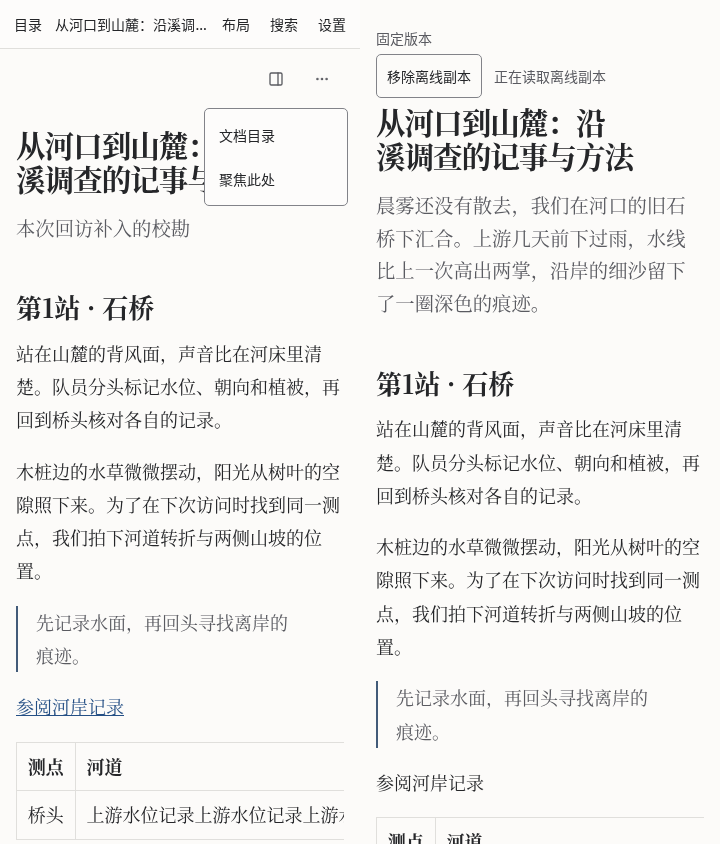 目录 从河口到山麓：沿溪调… 布局 搜索 设置
文档目录
聚焦此处
从河口到山麓：
溪调查的记事与
本次回访补入的校勘
第1站 · 石桥
站在山麓的背风面，声音比在河床里清
楚。队员分头标记水位、朝向和植被，再
回到桥头核对各自的记录。
木桩边的水草微微摆动，阳光从树叶的空
隙照下来。为了在下次访问时找到同一测
点，我们拍下河道转折与两侧山坡的位
置。
先记录水面，再回头寻找离岸的
痕迹。
参阅河岸记录
测点 河道
桥头 上游水位记录上游水位记录上游
固定版本
移除离线副本 正在读取离线副本
从河口到山麓：沿
溪调查的记事与方法
晨雾还没有散去，我们在河口的旧石
桥下汇合。上游几天前下过雨，水线
比上一次高出两掌，沿岸的细沙留下
了一圈深色的痕迹。
第1站 · 石桥
站在山麓的背风面，声音比在河床里清
楚。队员分头标记水位、朝向和植被，再
回到桥头核对各自的记录。
木桩边的水草微微摆动，阳光从树叶的空
隙照下来。为了在下次访问时找到同一测
点，我们拍下河道转折与两侧山坡的位
置。
先记录水面，再回头寻找离岸的
痕迹。
参阅河岸记录
测点 河道